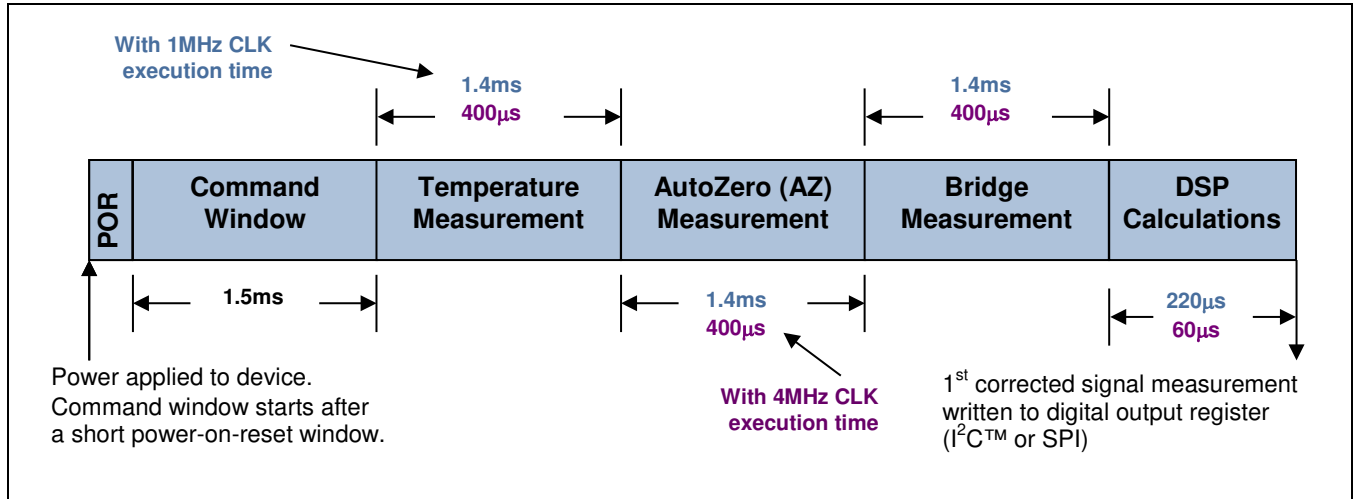 With 1MHz CLK
execution time
1.4ms
400µs
1.4ms
400µs
POR
Command
Window
Temperature
Measurement
AutoZero (AZ)
Measurement
Bridge
Measurement
DSP
Calculations
1.5ms
1.4ms
400µs
220µs
60µs
Power applied to device.
Command window starts after
a short power-on-reset window.
With 4MHz CLK
execution time
1st corrected signal measurement
written to digital output register
(I2C™ or SPI)